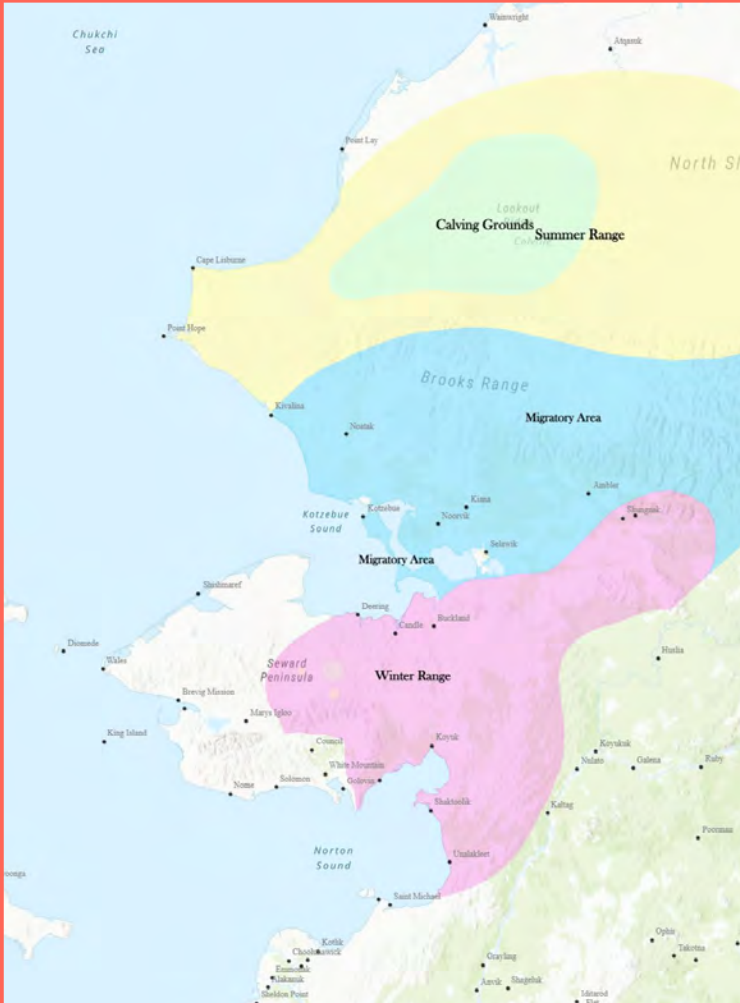 Wainwright
Chukchi
Sea
Atqasuk
Point Lay
North Sl
Lookout
Ridge
Calving Grounds
Summer Range
Cape Lisburne
Point Hope
Brooks Range
Kivalina
Migratory Area
Noatak
Ambler
Kiana
Kotzebue
Shungnak
Kotzebue
Sound
Noorvik
Selawik
Migratory Area
Shishmaref
Deering
Buckland
Candle
Diomede
Huslia
Wales
Seward
Peninsula
Winter Range
Brevig Mission
Marys Igloo
King Island
Council
Koyuk
Koyukuk
White Mountain
Nulato
Galena
Ruby
Nome
Solomon
Golovin
Shaktoolik
Kaltag
Poorman
Norton
Sound
Unalakleet
oonga
Saint Michael
Kotlik
Ophir
Emmonak
Takotna
Grayling
Alakanuk
Sheldon Point
Anvik
Shageluk